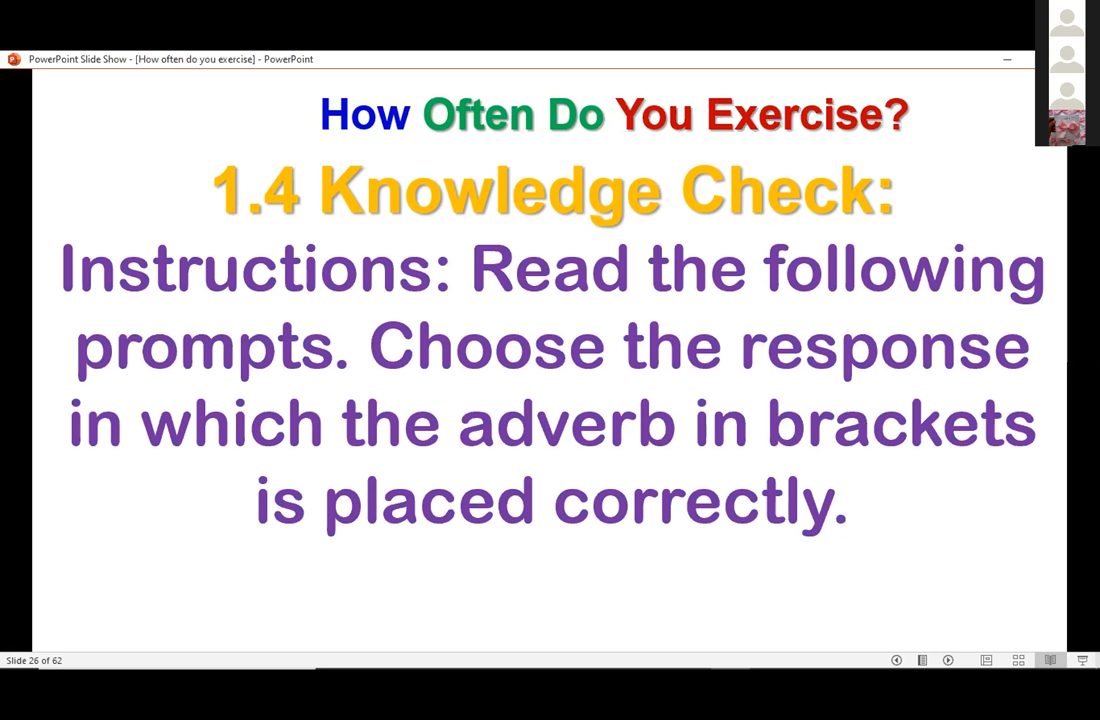 PowerPoint Slide Show - [How often do you exercise] - PowerPoint
How Often Do You Exercise?
1.4 Knowledge Check:
Instructions: Read the following
prompts. Choose the response
in which the adverb in brackets
is placed correctly.
Slide 26 of 62